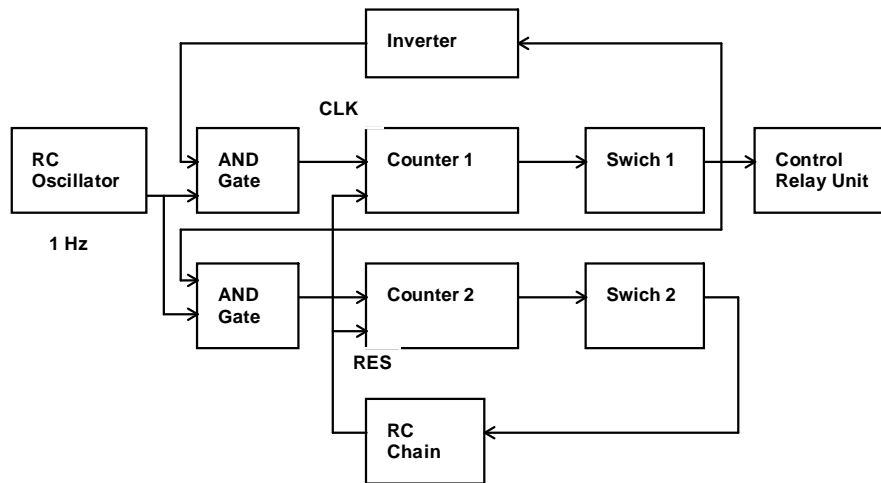 Inverter
CLK
RC
Oscillator
AND
Gate
Counter 1
Swich 1
Control
Relay Unit
1 Hz
AND
Gate
Counter 2
Swich 2
RES
RC
Chain